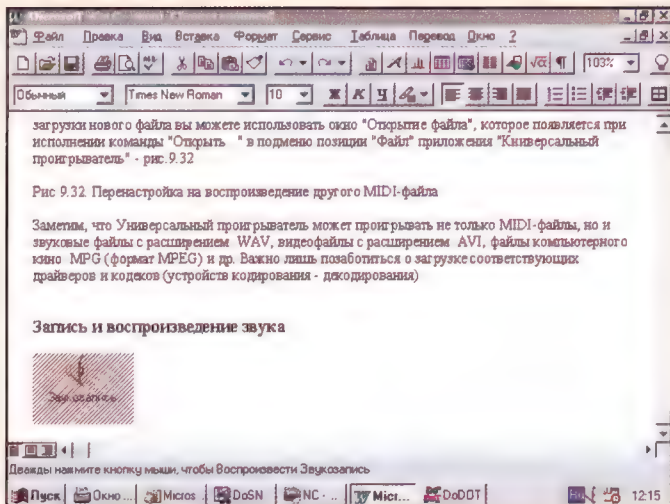 Файл Правка Вид Вставка Формат Сервис Таблица Перевод Окно ?
103%
Обычный Times New Roman 10 Ж К Ч
загрузки нового файла вы можете использовать окно "Открытие файла", которое появляется при
исполнении команды "Открыть " в подменю позиции "Файл" приложения "Книверсальный
проигрыватель" - рис.9.32
Рис 9.32. Перенастройка на воспроизведение другого MIDI-файла
Заметим, что Универсальный проигрыватель может проигрывать не только MIDI-файлы, но и
звуковые файлы с расширением WAV, видеофайлы с расширением AVI, файлы компьютерного
кино MPG (формат MPEG) и др. Важно лишь позаботиться о загрузке соответствующих
драйверов и кодеков (устройств кодирования - декодирования)
Запись и воспроизведение звука
Звукозапись
Дважды нажмите кнопку мыши, чтобы Воспроизвести Звукозапись
Пуск Окно ... Micros DoSN NC - ... Micr... DoDOT 12:15